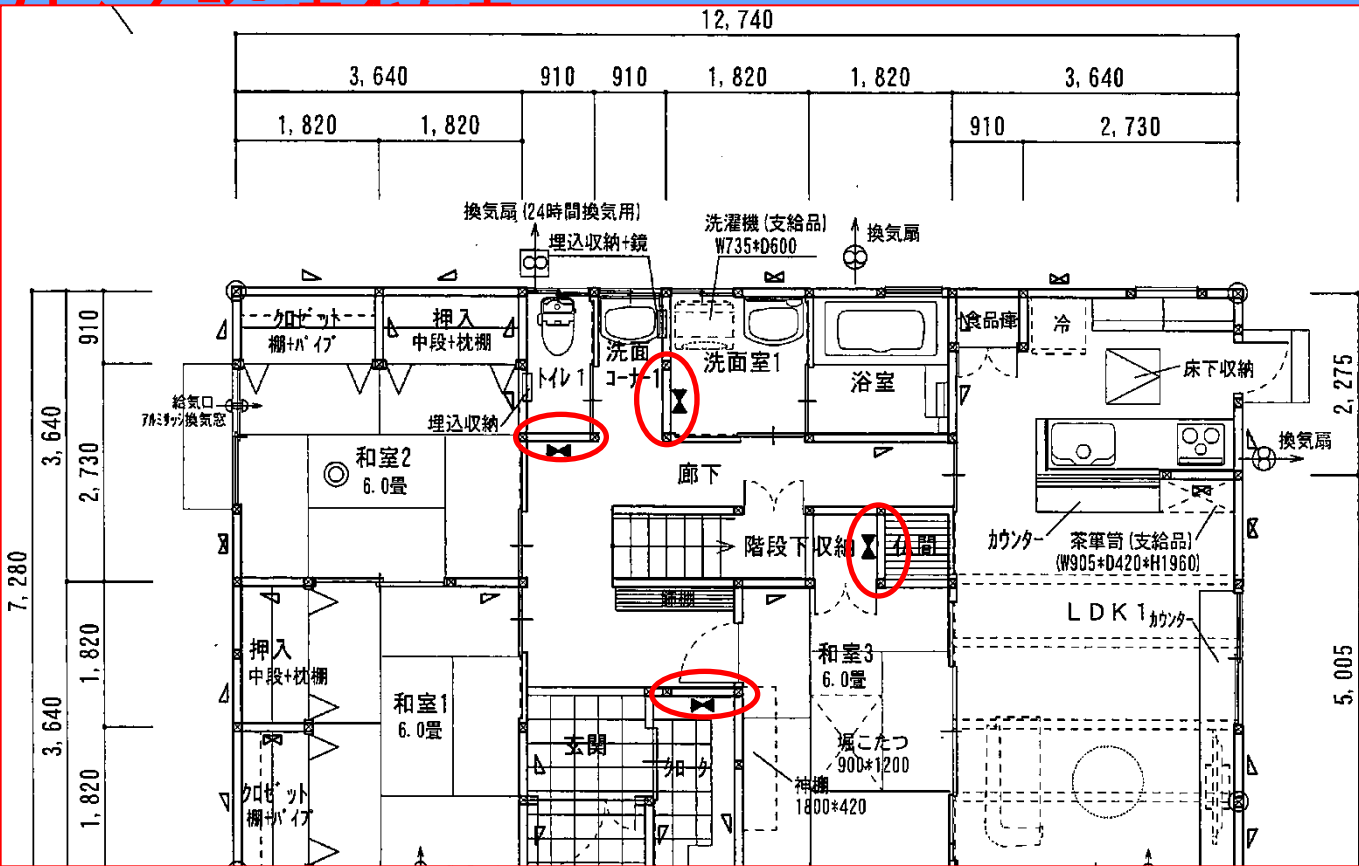 12,740
3,640
910
910
1,820
1,820
3,640
1,820
1,820
910
2,730
換気扇(24時間換気用)
埋込収納+鏡
洗濯機(支給品)
W735*D600
換気扇
クロゼット
棚+パイプ
押入
中段+枕棚
トイレ1
洗面
コーナー1
洗面室1
浴室
食品庫
冷
床下収納
910
2,275
給気口
アルミサッシ換気窓
埋込収納
3,640
2,730
和室2
6.0畳
廊下
換気扇
階段下収納
仏間
カウンター
茶箪笥(支給品)
(W905*D420*H1960)
7,280
飾棚
LDK1
カウンター
押入
中段+枕棚
1,820
和室3
6.0畳
5,005
和室1
6.0畳
3,640
玄関
クローク
堀こたつ
900*1200
神棚
1800*420
クロゼット
棚+パイプ
1,820